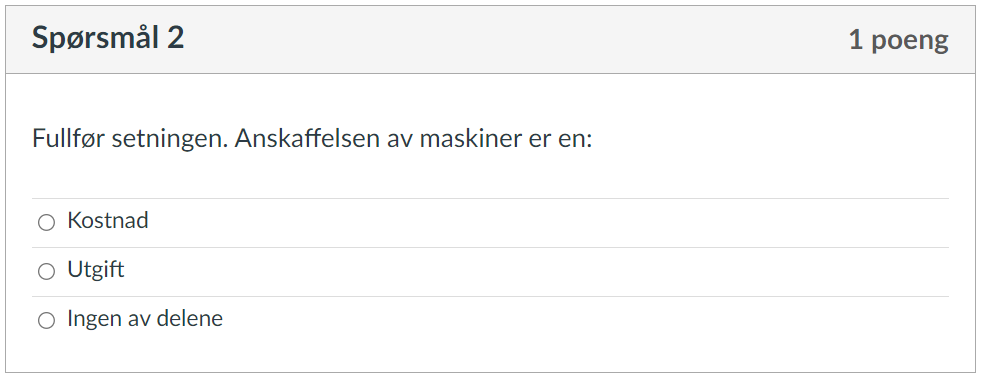 Spørsmål 2
1 poeng
Fullfør setningen. Anskaffelsen av maskiner er en:
Kostnad
Utgift
Ingen av delene